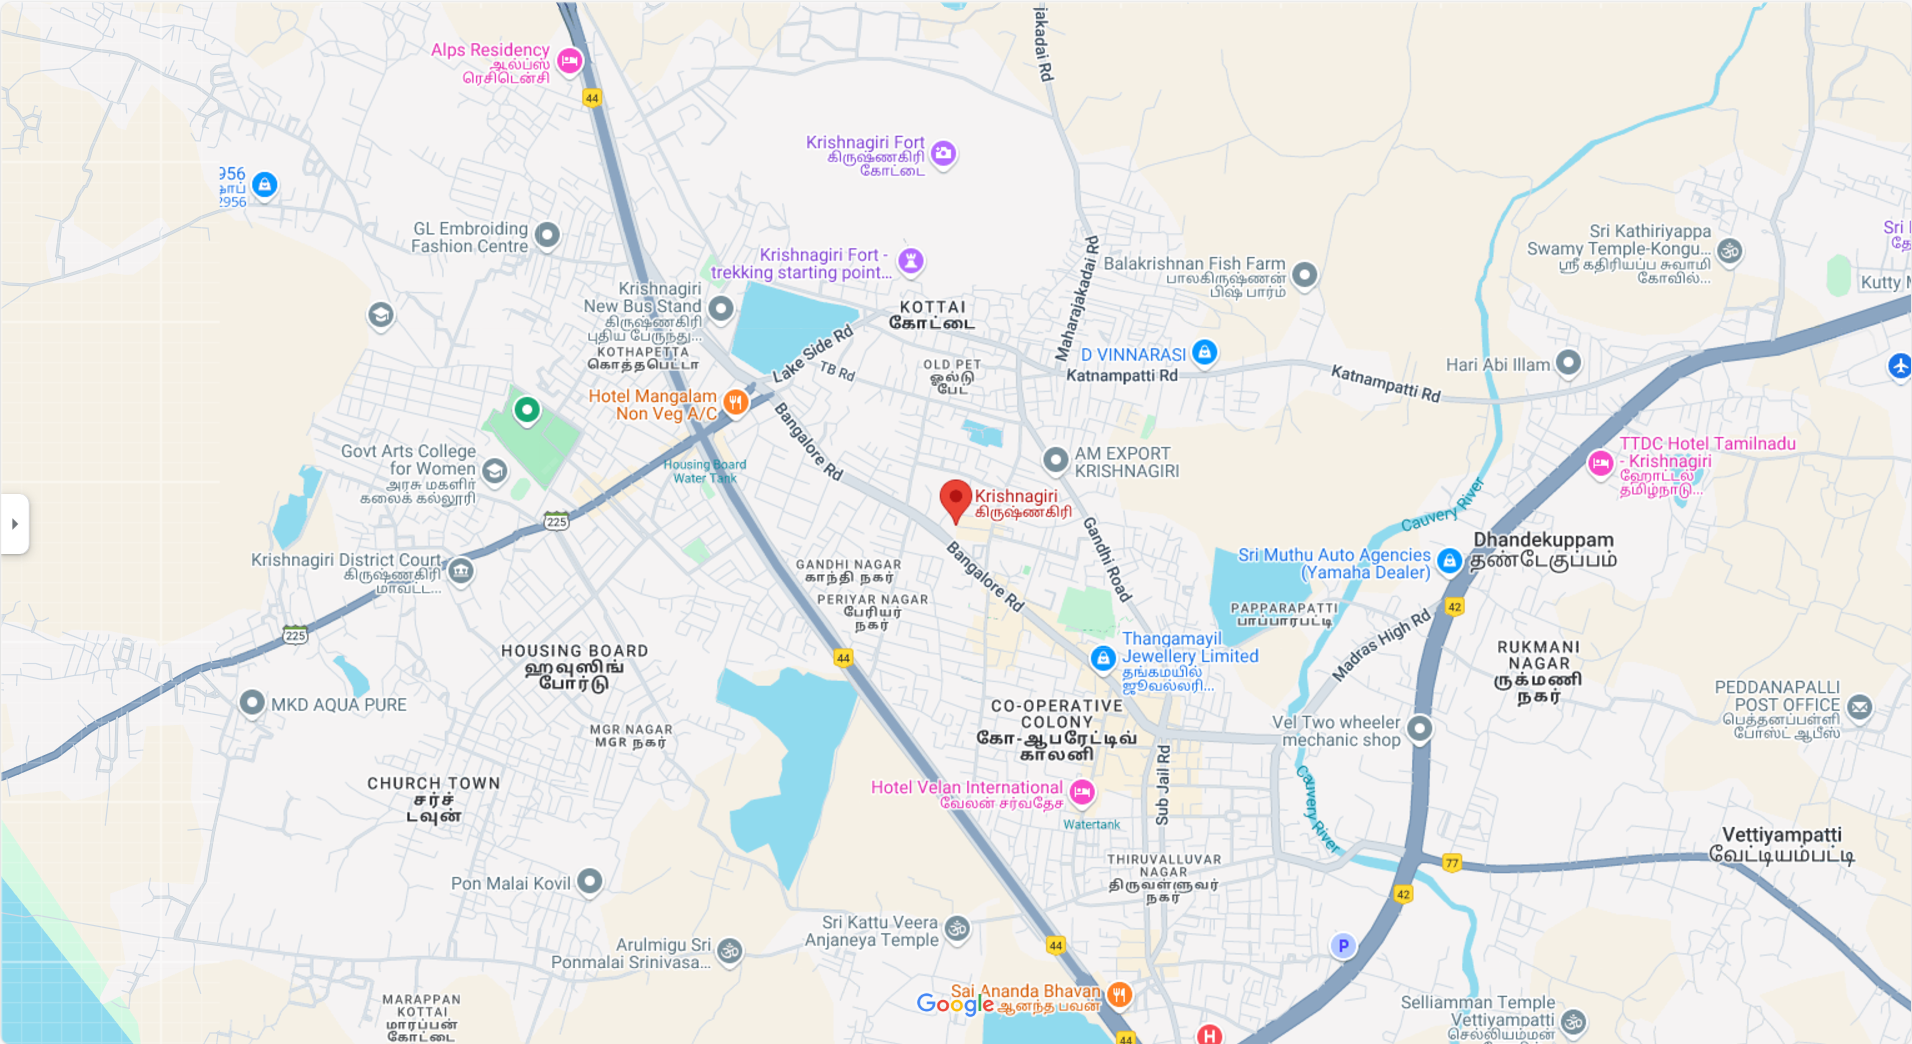 jakadai Rd
Alps Residency
ஆல்ப்ஸ்
ரெசிடென்சி
44
Krishnagiri Fort
கிருஷ்ணகிரி
கோட்டை
956
2956
GL Embroiding
Fashion Centre
Sri Kathiriyappa
Swamy Temple-Kongu...
ஸ்ரீ கதிரியப்ப சுவாமி
கோவில்...
Krishnagiri Fort -
trekking starting point...
Maharajakadai Rd
Balakrishnan Fish Farm
பாலகிருஷ்ணன்
பிஷ் பார்ம்
Krishnagiri
New Bus Stand
கிருஷ்ணகிரி
புதிய பேருந்து...
KOTTAI
கோட்டை
KOTHAPETTA
கொத்தபெட்டா
Lake Side Rd
TB Rd
OLD PET
ஓல்டு
பேட்
D VINNARASI
Katnampatti Rd
Katnampatti Rd
Hari Abi Illam
Hotel Mangalam
Non Veg A/C
Bangalore Rd
Govt Arts College
for Women
அரசு மகளிர்
கலைக் கல்லூரி
Housing Board
Water Tank
AM EXPORT
KRISHNAGIRI
TTDC Hotel Tamilnadu
- Krishnagiri
ஹோட்டல்
தமிழ்நாடு...
Krishnagiri
கிருஷ்ணகிரி
Cauvery River
225
Gandhi Road
Bangalore Rd
Dhandekuppam
தண்டேகுப்பம்
Sri Muthu Auto Agencies
(Yamaha Dealer)
Krishnagiri District Court
கிருஷ்ணகிரி
மாவட்ட...
GANDHI NAGAR
காந்தி நகர்
PERIYAR NAGAR
பேரியர்
நகர்
PAPPARAPATTI
பாப்பாரபட்டி
42
Madras High Rd
225
HOUSING BOARD
ஹவுஸிங்
போர்டு
44
Thangamayil
Jewellery Limited
தங்கமயில்
ஜூவல்லரி...
RUKMANI
NAGAR
ருக்மணி
நகர்
MKD AQUA PURE
MGR NAGAR
MGR நகர்
CO-OPERATIVE
COLONY
கோ-ஆபரேட்டிவ்
காலனி
Vel Two wheeler
mechanic shop
PEDDANAPALLI
POST OFFICE
பெத்தனப்பள்ளி
போஸ்ட் ஆபீஸ்
CHURCH TOWN
சர்ச்
டவுன்
Hotel Velan International
வேலன் சர்வதேச
Sub Jail Rd
Cauvery River
Watertank
Vettiyampatti
வேட்டியம்பட்டி
THIRUVALLUVAR
NAGAR
திருவள்ளுவர்
நகர்
77
Pon Malai Kovil
42
Sri Kattu Veera
Anjaneya Temple
44
P
Arulmigu Sri
Ponmalai Srinivasa...
MARAPPAN
KOTTAI
மாரப்பன்
கோட்டை
Sai Ananda Bhavan
ஆனந்த பவன்
Google
44
H
Selliamman Temple
Vettiyampatti
செல்லியம்மன்